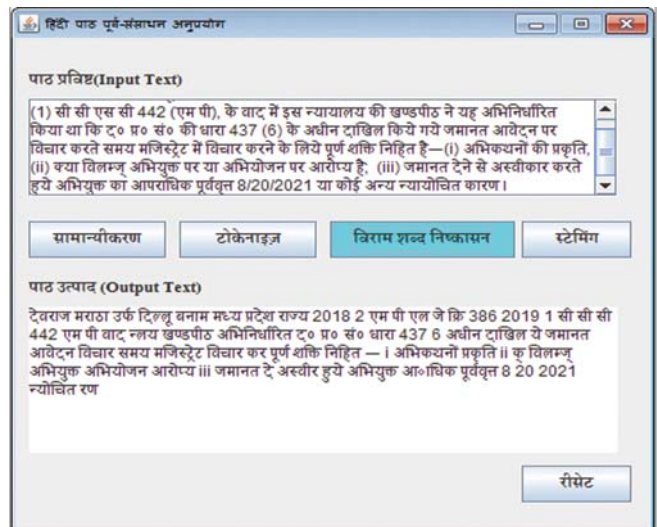 हिंदी पाठ पूर्व-संसाधन अनुप्रयोग
पाठ प्रविष्ट(Input Text)
(1) सी सी एस सी 442 (एम पी), के वाद में इस न्यायालय की खण्डपीठ ने यह अभिनिर्धारित
किया था कि द० प्र० सं० की धारा 437 (6) के अधीन दाखिल किये गये जमानत आवेदन पर
विचार करते समय मजिस्ट्रेट में विचार करने के लिये पूर्ण शक्ति निहित है—(i) अभिकथनों की प्रकृति,
(ii) क्या विलम्ज् अभियुक्त पर या अभियोजन पर आरोप्य है; (iii) जमानत देने से अस्वीकार करते
हुये अभियुक्त का आपराधिक पूर्ववृत्त 8/20/2021 या कोई अन्य न्यायोचित कारण।
सामान्यीकरण टोकेनाइज़ विराम शब्द निष्कासन स्टेमिंग
पाठ उत्पाद (Output Text)
देवराज मराठा उर्फ दिल्लू बनाम मध्य प्रदेश राज्य 2018 2 एम पी एल जे क्रि 386 2019 1 सी सी सी
442 एम पी वाद न्लय खण्डपीठ अभिनिर्धारित द० प्र० सं० धारा 437 6 अधीन दाखिल ये जमानत
आवेदन विचार समय मजिस्ट्रेट विचार कर पूर्ण शक्ति निहित — i अभिकथनों प्रकृति ii क् विलम्ज्
अभियुक्त अभियोजन आरोप्य iii जमानत दे अस्वीर हुये अभियुक्त आ०धिक पूर्ववृत्त 8 20 2021
न्योचित रण
रीसेट